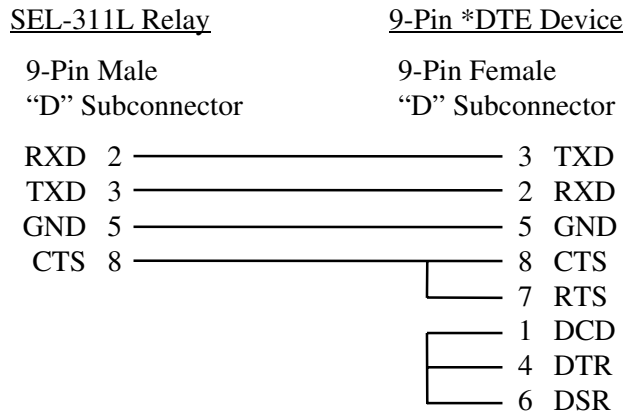 SEL-311L Relay 9-Pin *DTE Device
9-Pin Male 9-Pin Female
“D” Subconnector “D” Subconnector
RXD 2 3 TXD
TXD 3 2 RXD
GND 5 5 GND
CTS 8 8 CTS
7 RTS
1 DCD
4 DTR
6 DSR